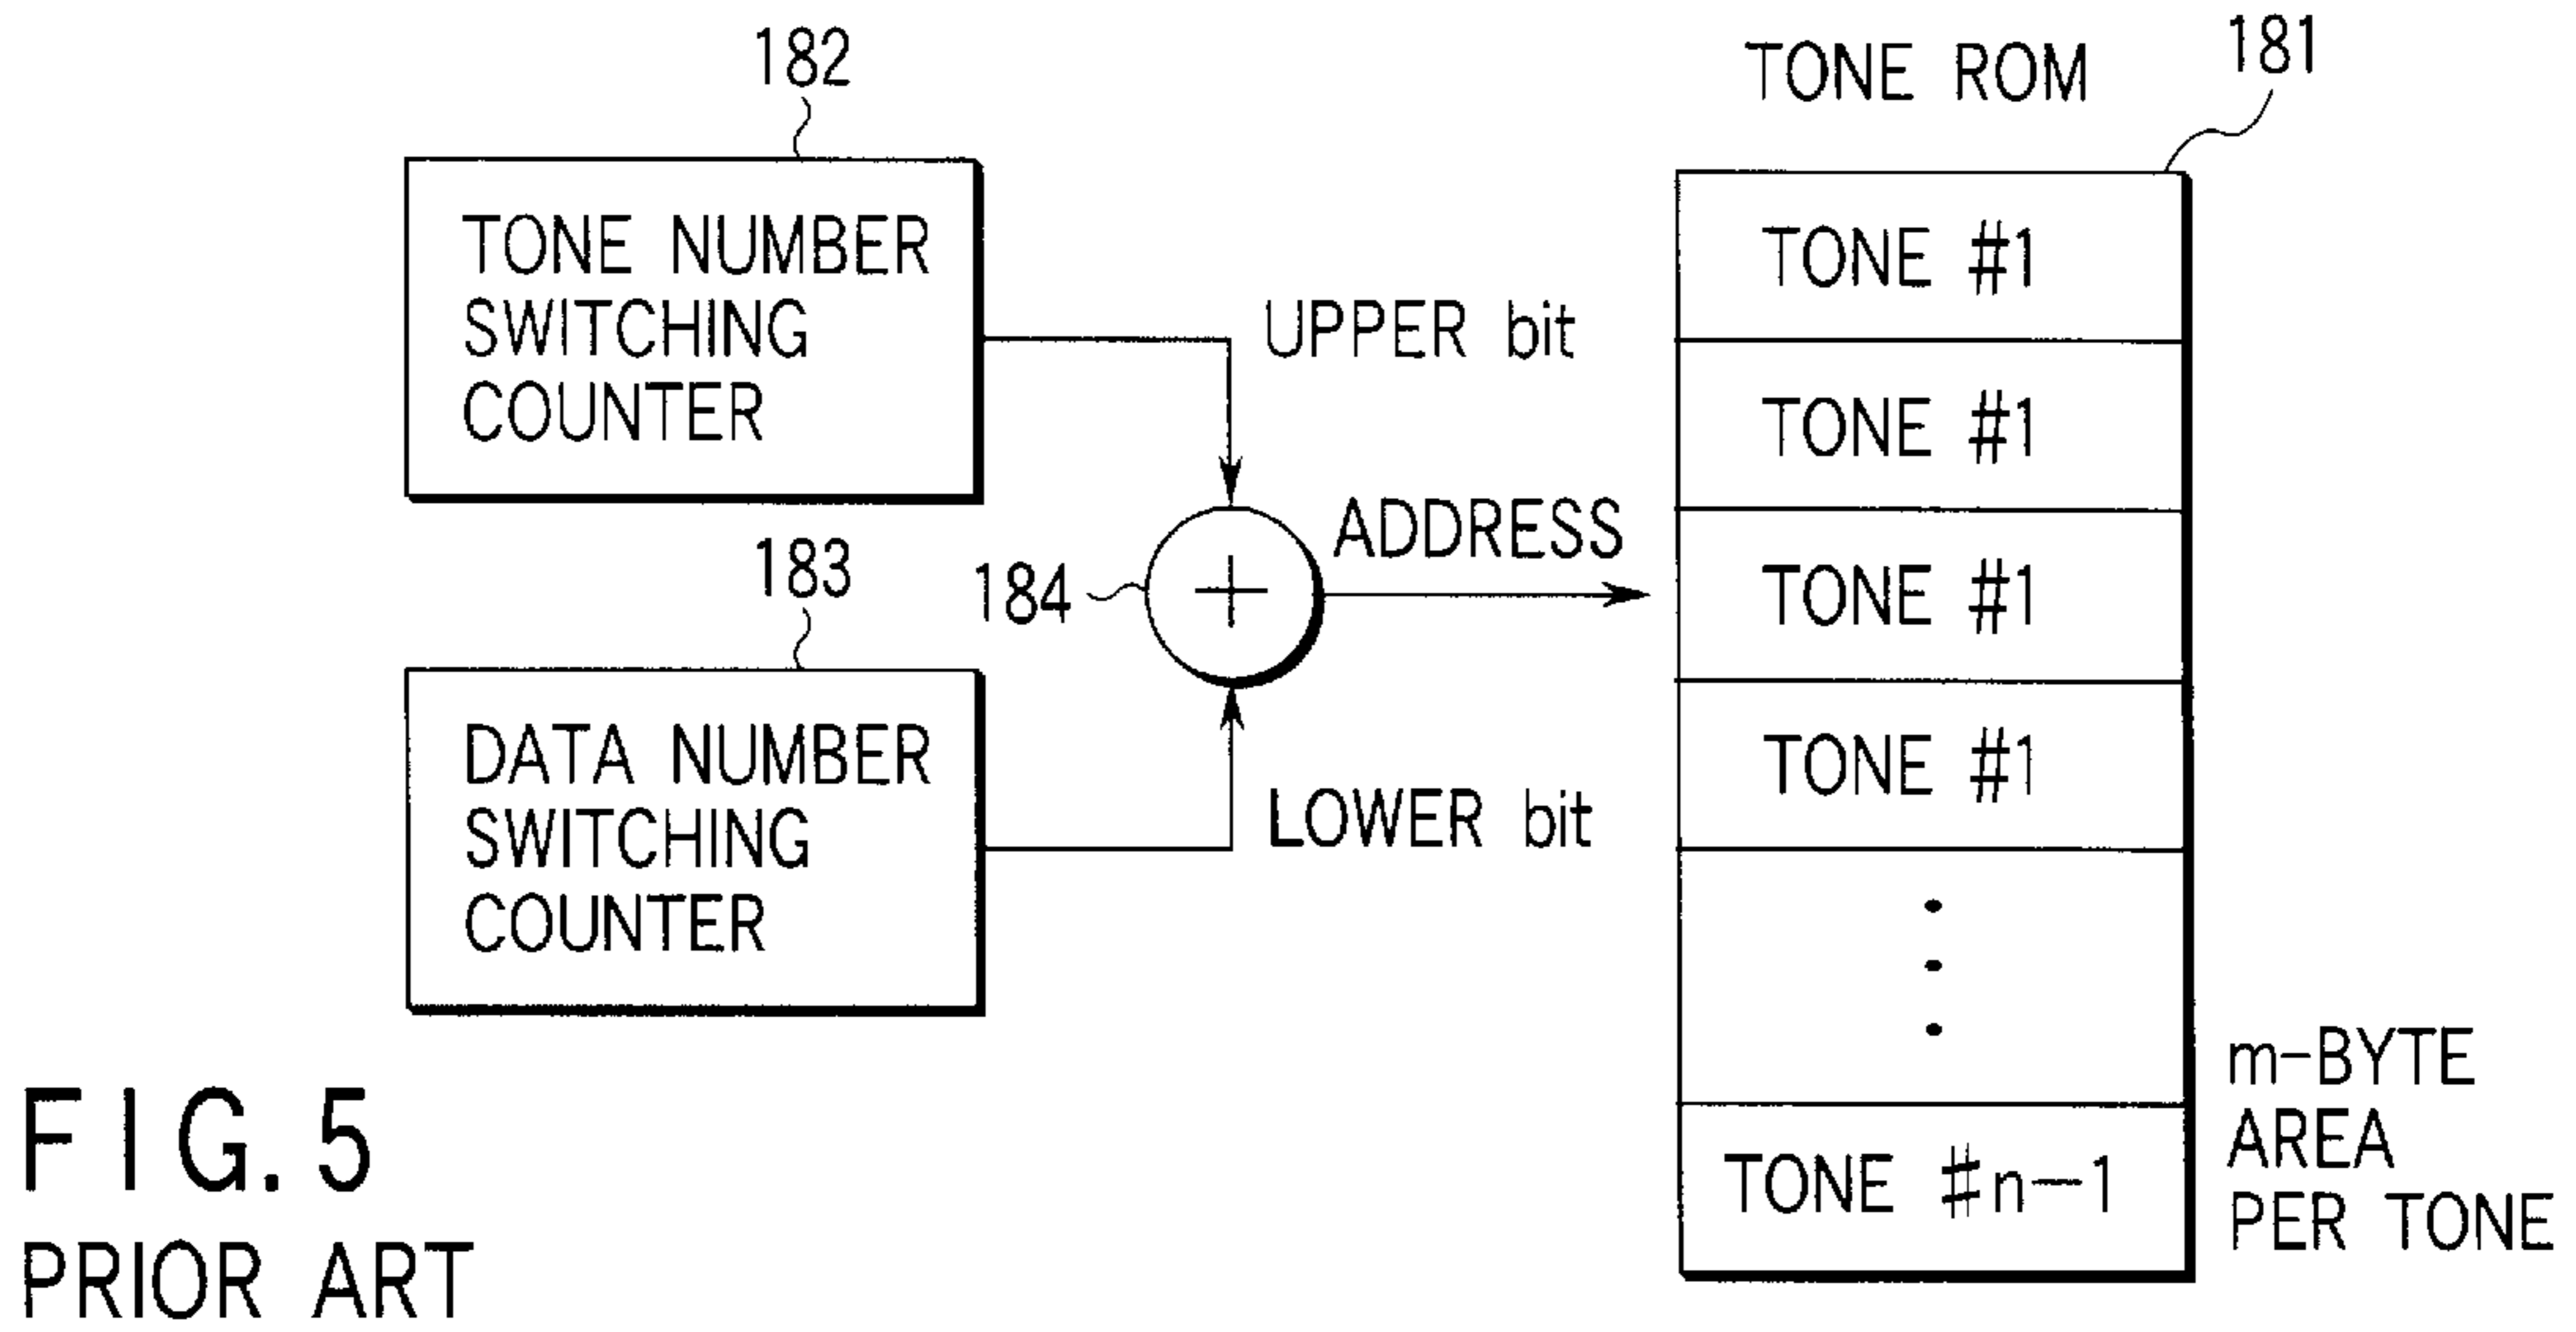 182
TONE NUMBER
SWITCHING
COUNTER
183
DATA NUMBER
SWITCHING
COUNTER
UPPER bit
184
+
ADDRESS
LOWER bit
TONE ROM
181
TONE #1
TONE #1
TONE #1
TONE #1
TONE #n-1
m-BYTE
AREA
PER TONE
FIG. 5
PRIOR ART